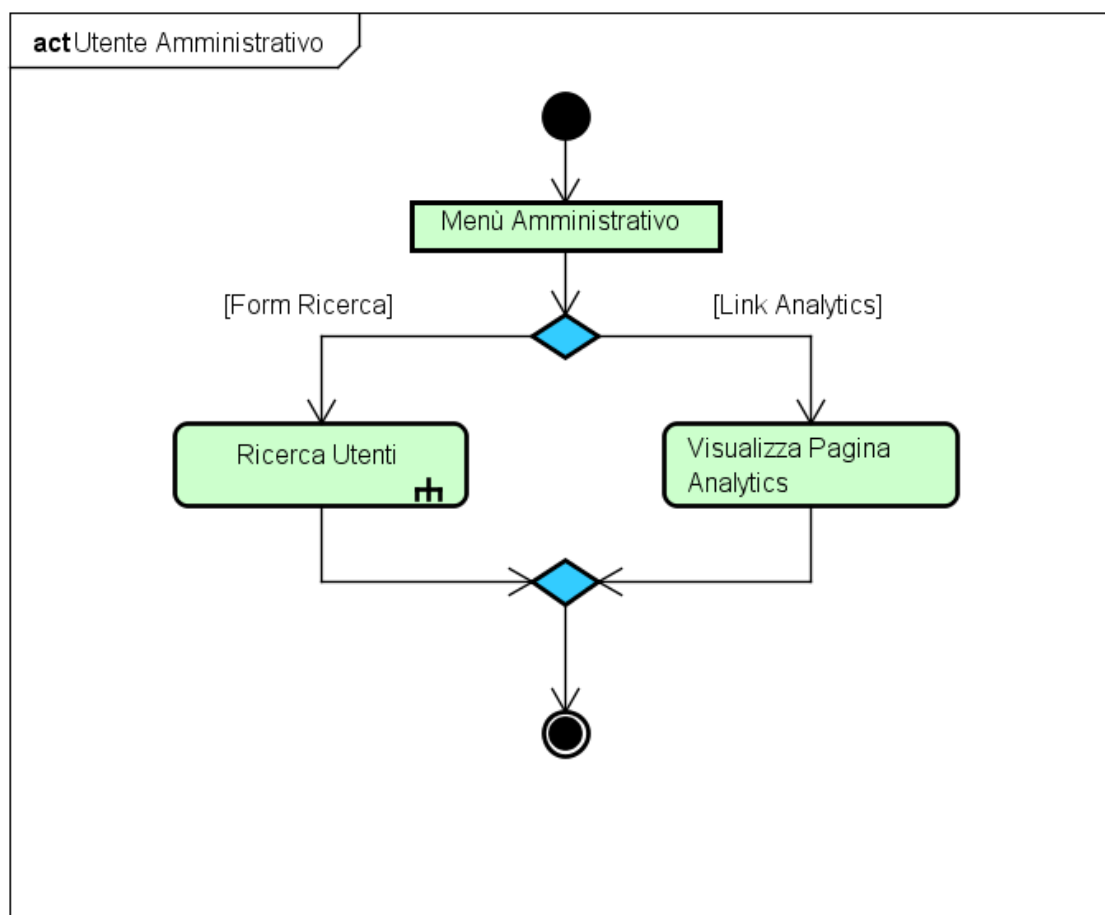 act Utente Amministrativo
Menù Amministrativo
[Form Ricerca]
[Link Analytics]
Ricerca Utenti
Visualizza Pagina
Analytics